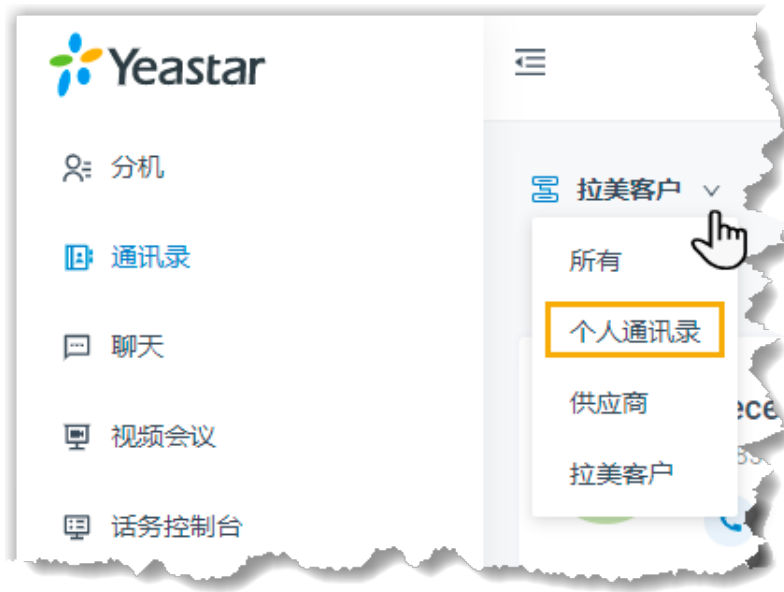 Yeastar
分机
通讯录
聊天
视频会议
话务控制台
拉美客户
所有
个人通讯录
供应商
拉美客户